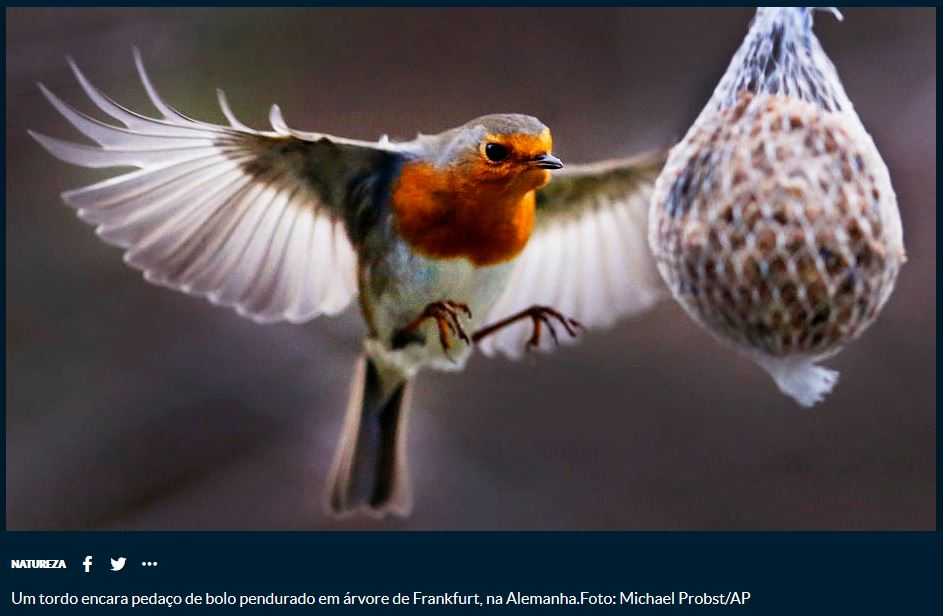 NATUREZA
Um tordo encara pedaço de bolo pendurado em árvore de Frankfurt, na Alemanha.Foto: Michael Probst/AP